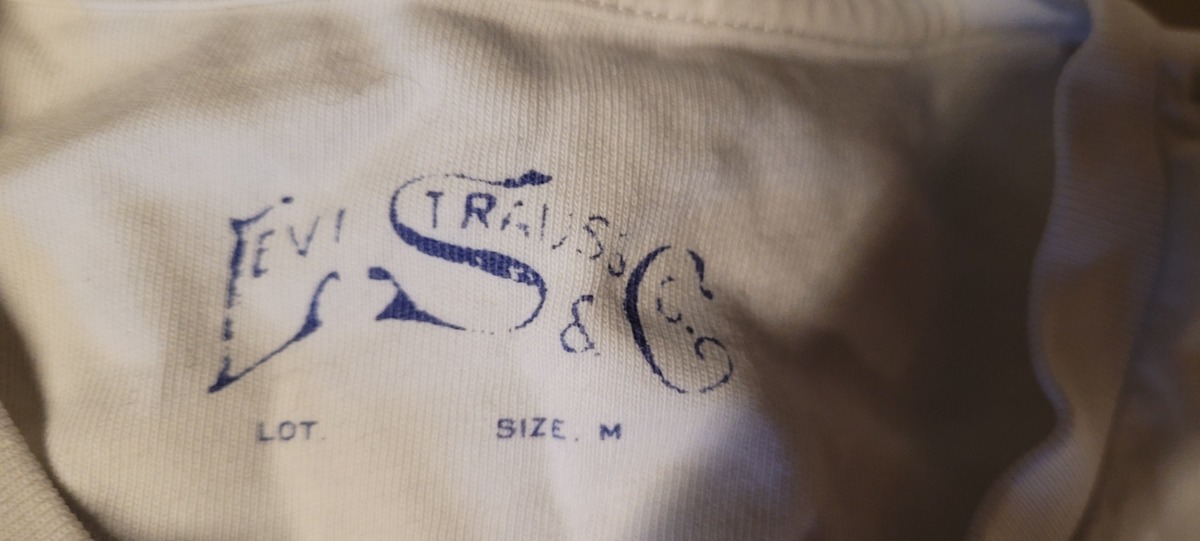 LEVI STRAUSS & Co.
LOT. SIZE. M